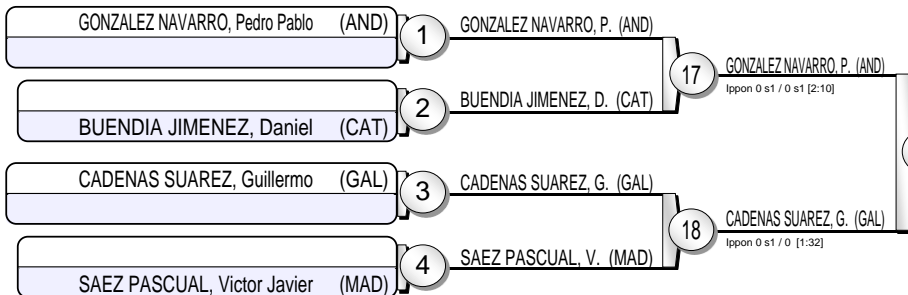 GONZALEZ NAVARRO, Pedro Pablo (AND)
1
GONZALEZ NAVARRO, P. (AND)
BUENDIA JIMENEZ, Daniel (CAT)
2
BUENDIA JIMENEZ, D. (CAT)
17
GONZALEZ NAVARRO, P. (AND)
Ippon 0 s1 / 0 s1 [2:10]
CADENAS SUAREZ, Guillermo (GAL)
3
CADENAS SUAREZ, G. (GAL)
SAEZ PASCUAL, Victor Javier (MAD)
4
SAEZ PASCUAL, V. (MAD)
18
CADENAS SUAREZ, G. (GAL)
Ippon 0 s1 / 0 [1:32]